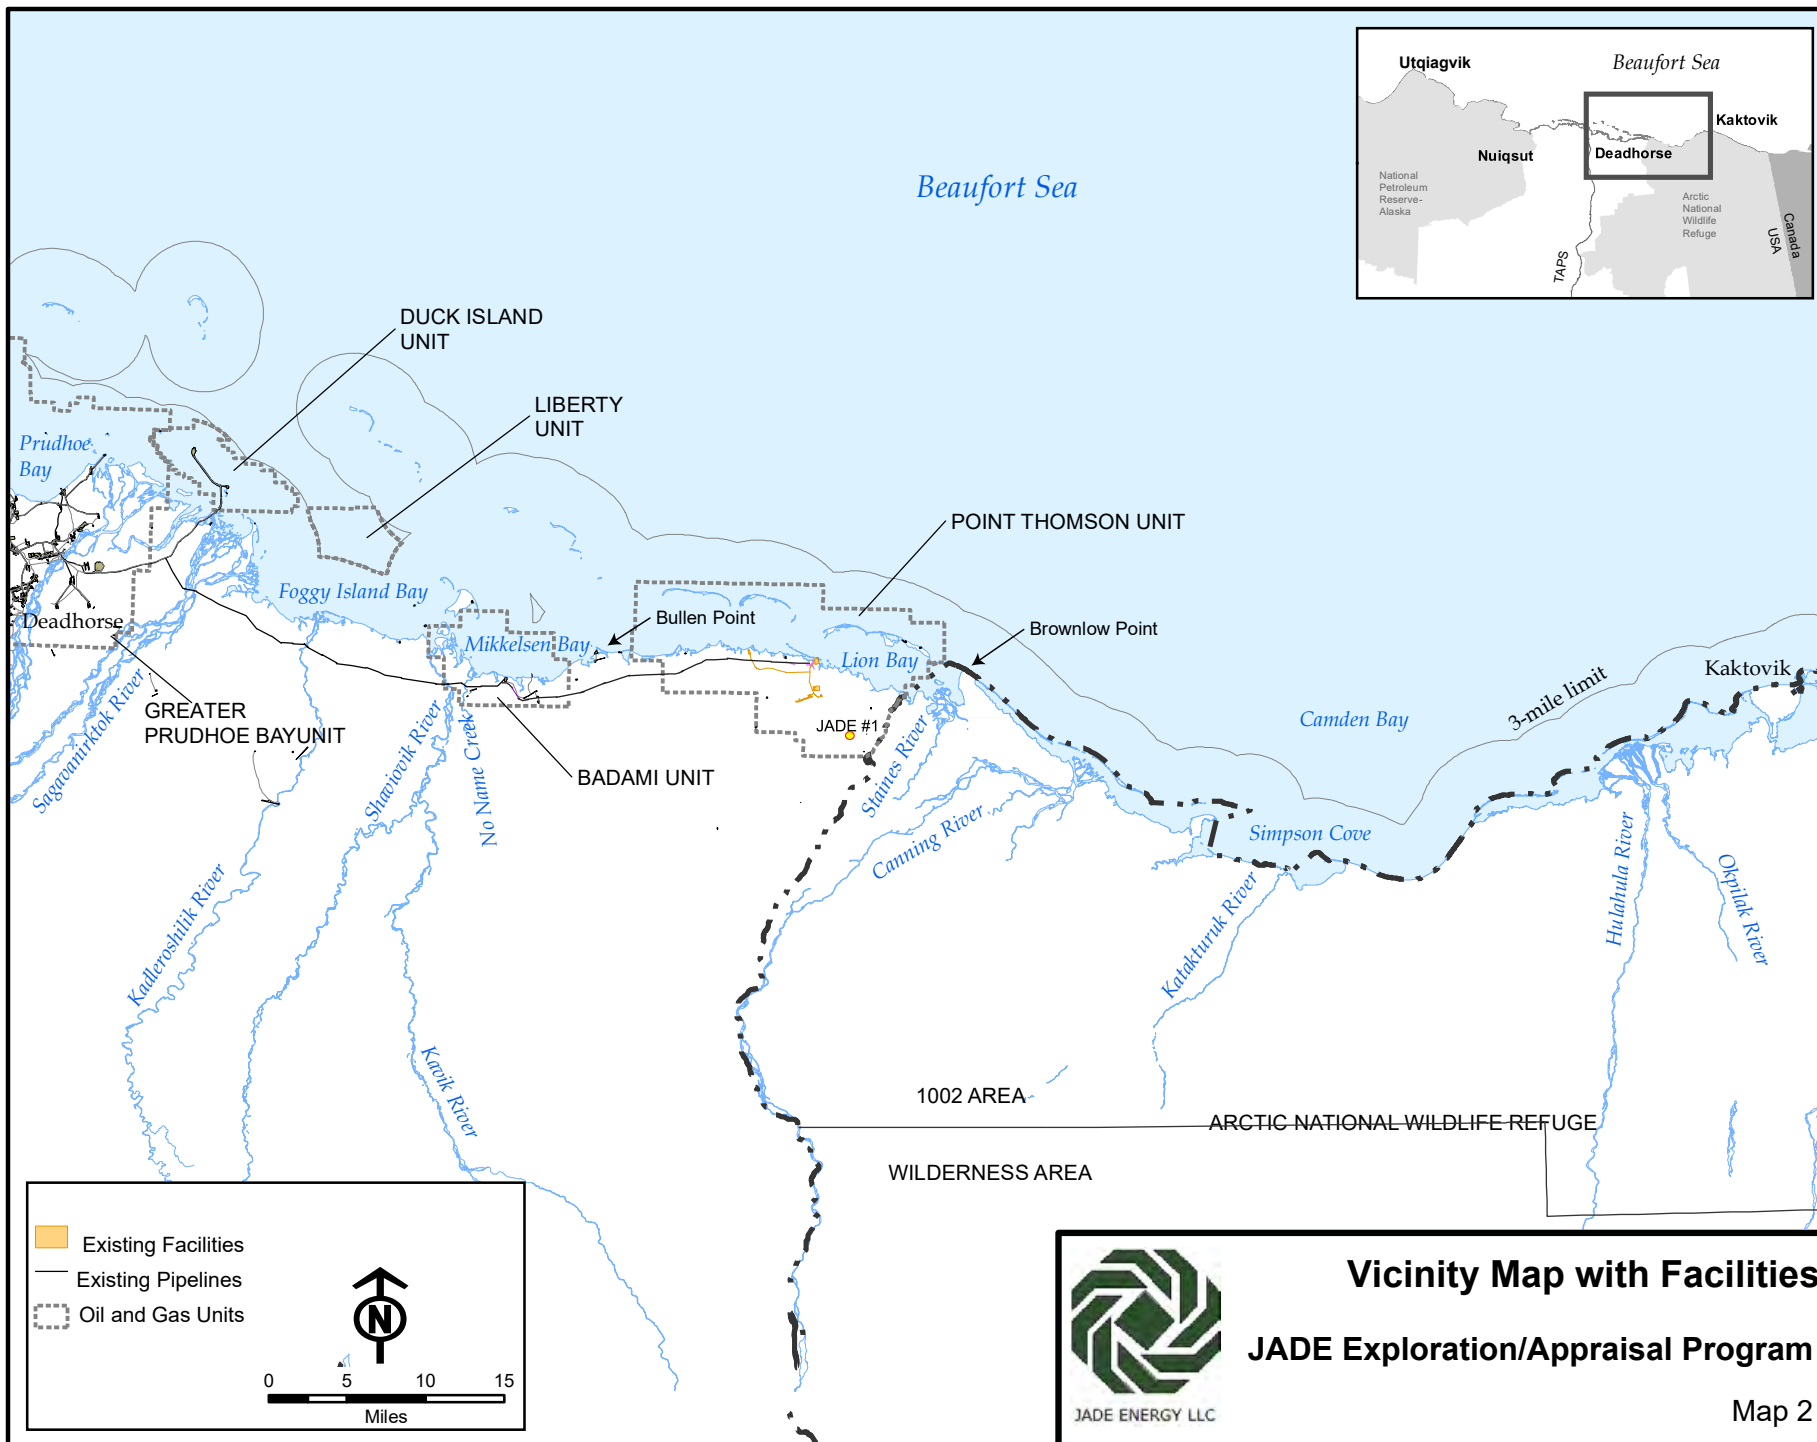 Utqiagvik
Beaufort Sea
Kaktovik
Nuiqsut
Deadhorse
National
Petroleum
Reserve-
Alaska
Arctic
National
Wildlife
Refuge
TAPS
USA
Canada
Beaufort Sea
DUCK ISLAND
UNIT
LIBERTY
UNIT
Prudhoe
Bay
POINT THOMSON UNIT
Foggy Island Bay
Deadhorse
Mikkelsen Bay
Bullen Point
Lion Bay
Brownlow Point
Kaktovik
3-mile limit
Camden Bay
GREATER
PRUDHOE BAYUNIT
JADE #1
BADAMI UNIT
Sagavanirktok River
Shaviovik River
No Name Creek
Staines River
Canning River
Simpson Cove
Kadleroshilik River
Katakturuk River
Hulahula River
Okpilak River
Kavik River
1002 AREA
ARCTIC NATIONAL WILDLIFE REFUGE
WILDERNESS AREA
Existing Facilities
Existing Pipelines
Oil and Gas Units
N
0 5 10 15
Miles
JADE ENERGY LLC
Vicinity Map with Facilities
JADE Exploration/Appraisal Program
Map 2